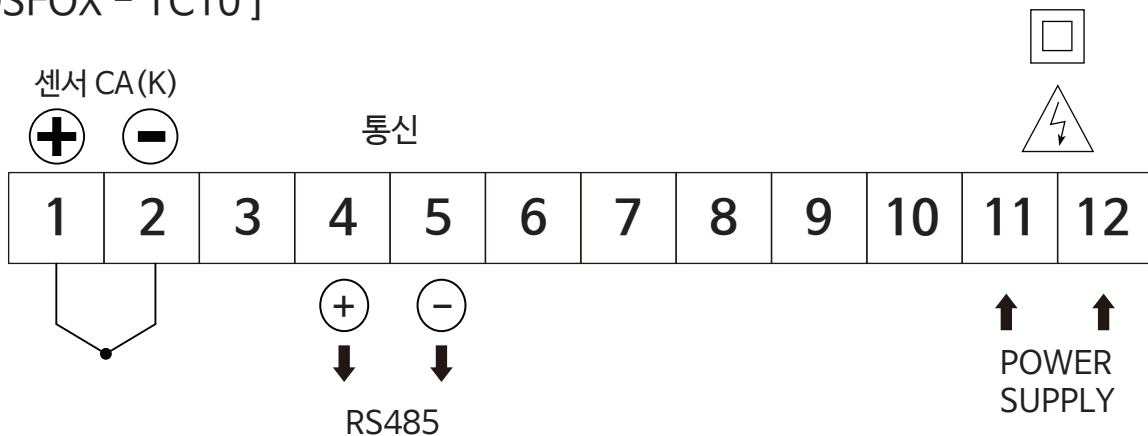 DSFOX - TC10 ]
센서 CA(K)
+ −
통신
1 2 3 4 5 6 7 8 9 10 11 12
+ −
RS485
POWER
SUPPLY